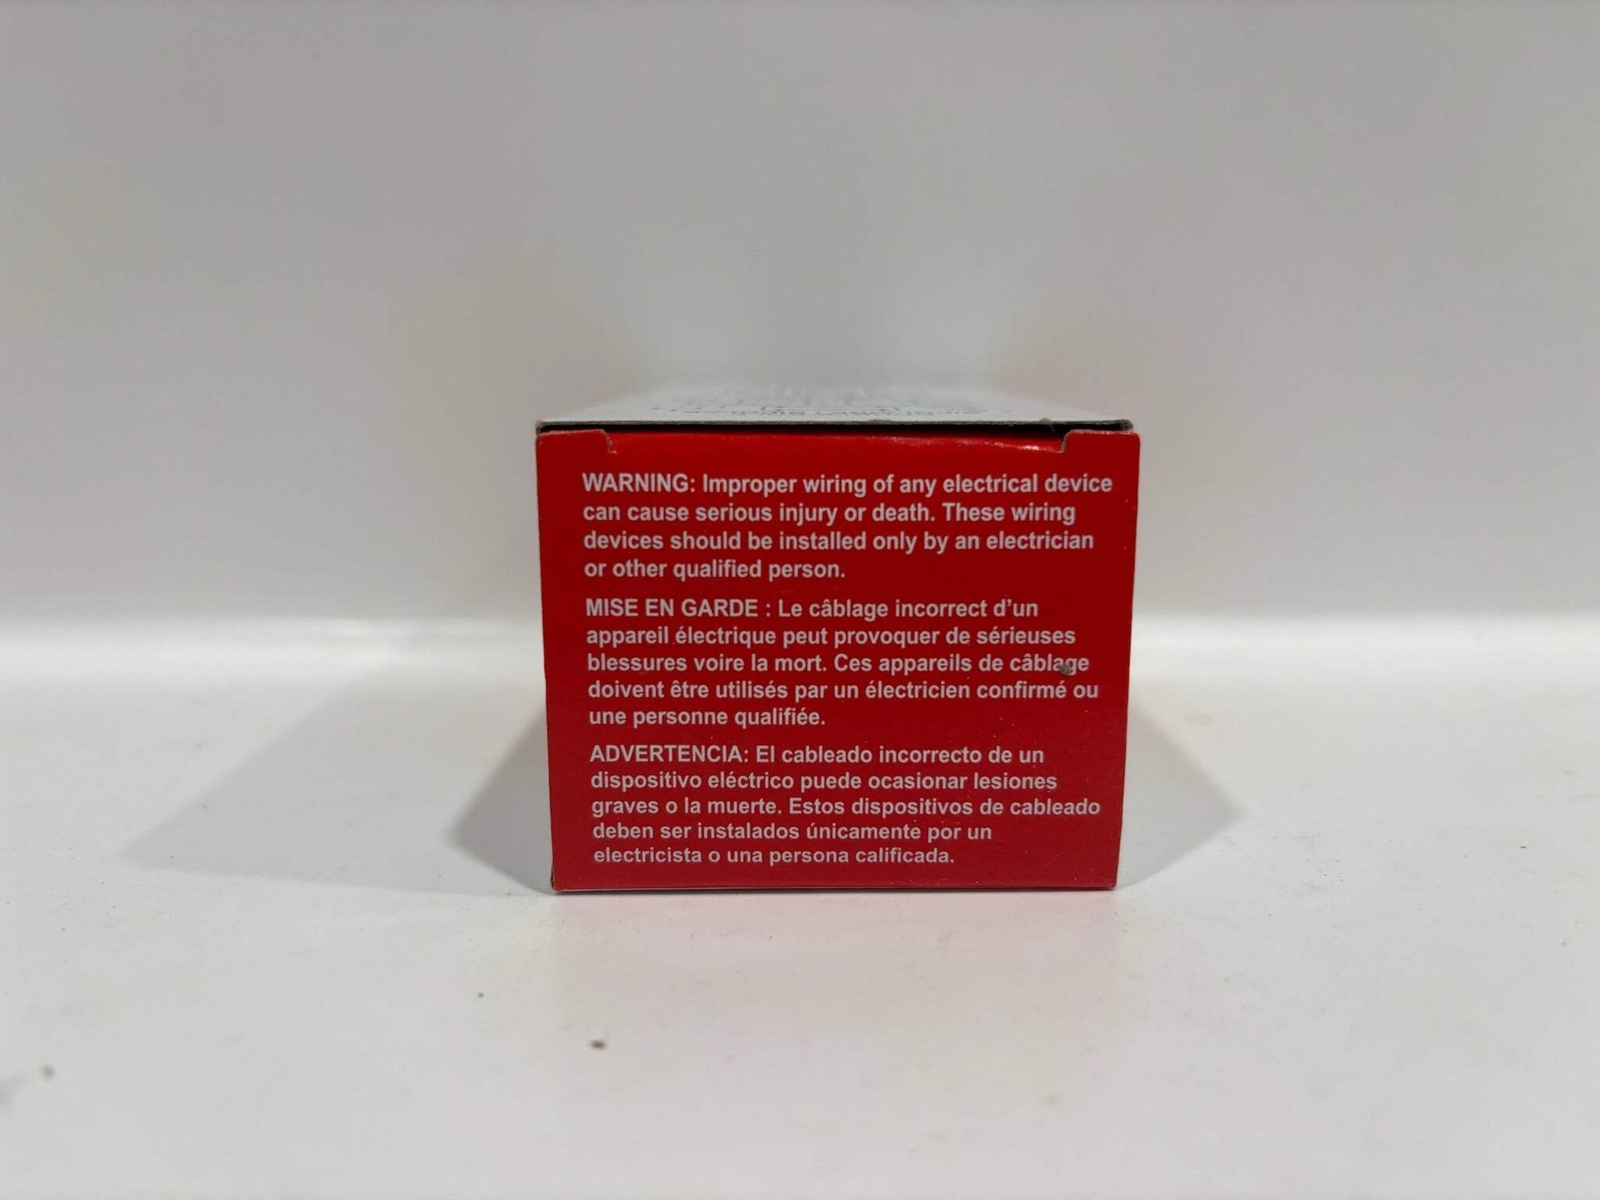 WARNING: Improper wiring of any electrical device
can cause serious injury or death. These wiring
devices should be installed only by an electrician
or other qualified person.
MISE EN GARDE : Le câblage incorrect d'un
appareil électrique peut provoquer de sérieuses
blessures voire la mort. Ces appareils de câblage
doivent être utilisés par un électricien confirmé ou
une personne qualifiée.
ADVERTENCIA: El cableado incorrecto de un
dispositivo eléctrico puede ocasionar lesiones
graves o la muerte. Estos dispositivos de cableado
deben ser instalados únicamente por un
electricista o una persona calificada.